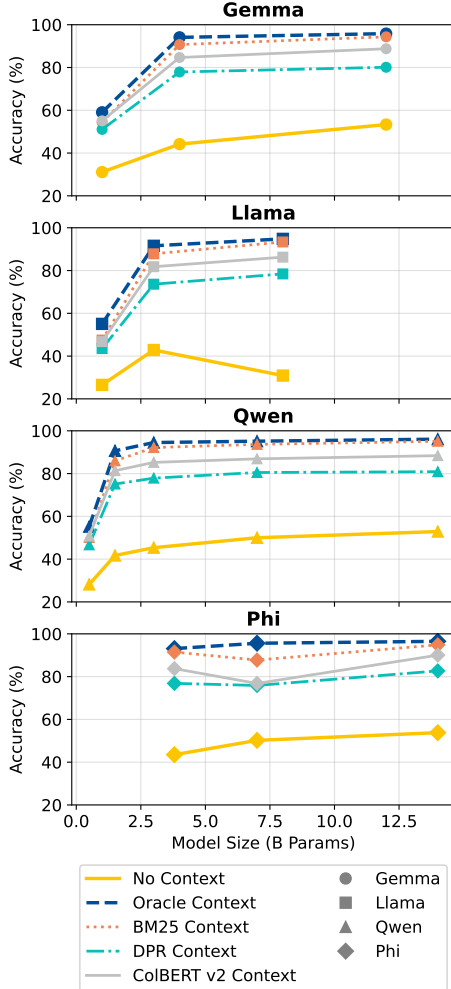 Gemma
100
80
60
40
20
Accuracy (%)
Llama
100
80
60
40
20
Accuracy (%)
Qwen
100
80
60
40
20
Accuracy (%)
Phi
100
80
60
40
20
Accuracy (%)
0.0 2.5 5.0 7.5 10.0 12.5
Model Size (B Params)
No Context
Oracle Context
BM25 Context
DPR Context
ColBERT v2 Context
Gemma
Llama
Qwen
Phi